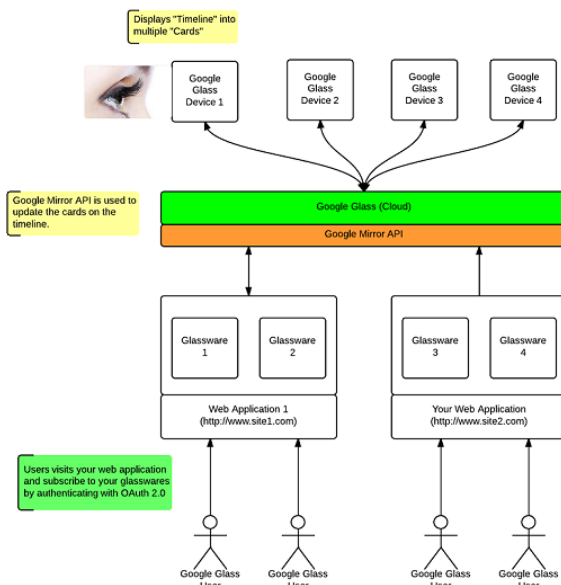 Displays "Timeline" into
multiple "Cards"
Google
Glass
Device 1
Google
Glass
Device 2
Google
Glass
Device 3
Google
Glass
Device 4
Google Mirror API is used to
update the cards on the
timeline.
Google Glass (Cloud)
Google Mirror API
Glassware
1
Glassware
2
Glassware
3
Glassware
4
Web Application 1
(http://www.site1.com)
Your Web Application
(http://www.site2.com)
Users visits your web application
and subscribe to your glasswares
by authenticating with OAuth 2.0
Google Glass
User
Google Glass
User
Google Glass
User
Google Glass
User